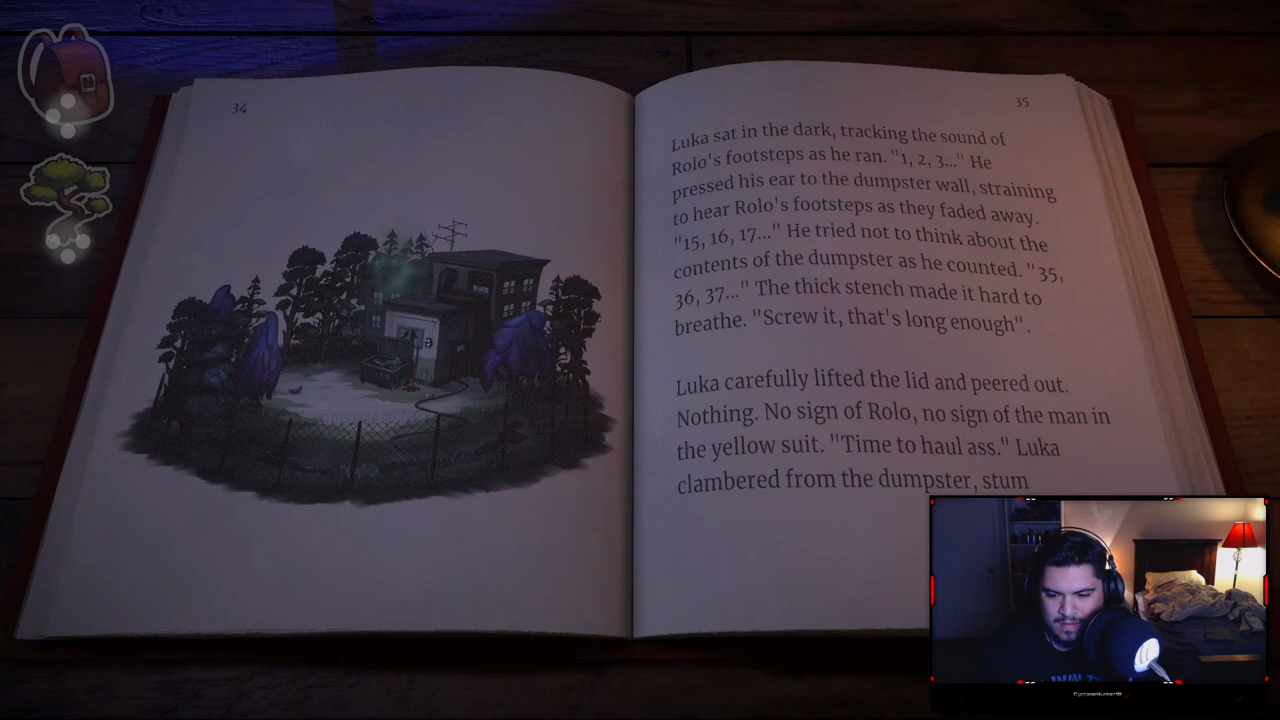 34
35
Luka sat in the dark, tracking the sound of
Rolo's footsteps as he ran. "1, 2, 3..." He
pressed his ear to the dumpster wall, straining
to hear Rolo's footsteps as they faded away.
"15, 16, 17..." He tried not to think about the
contents of the dumpster as he counted. "35,
36, 37..." The thick stench made it hard to
breathe. "Screw it, that's long enough".
Luka carefully lifted the lid and peered out.
Nothing. No sign of Rolo, no sign of the man in
the yellow suit. "Time to haul ass." Luka
clambered from the dumpster, stum